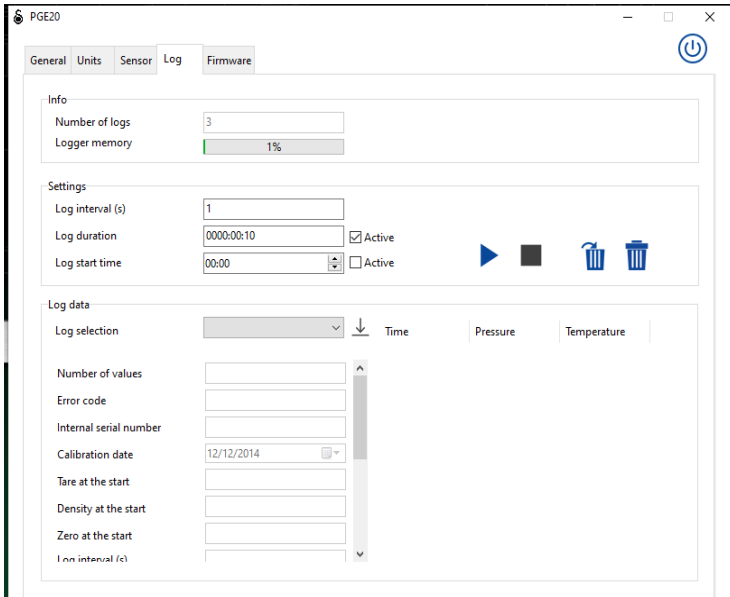 PGE20
General Units Sensor Log Firmware
Info
Number of logs 3
Logger memory 1%
Settings
Log interval (s) 1
Log duration 0000:00:10 Active
Log start time 00:00 Active
Log data
Log selection Time Pressure Temperature
Number of values
Error code
Internal serial number
Calibration date 12/12/2014
Tare at the start
Density at the start
Zero at the start
Log interval (s)